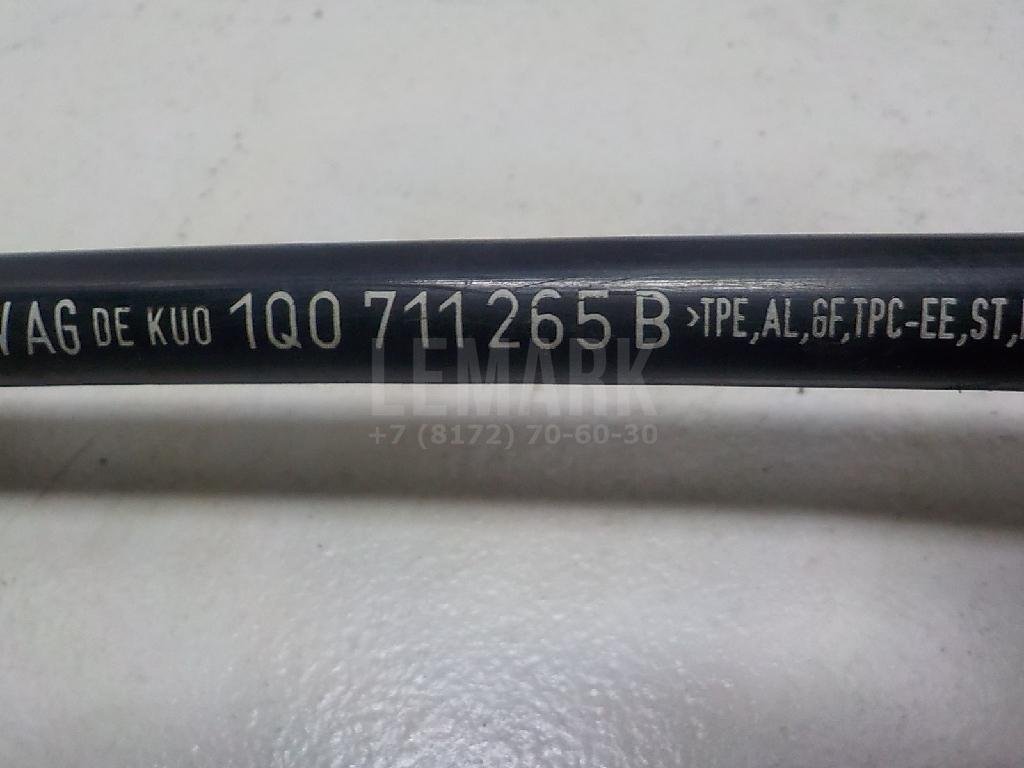 AG DE KUO 1Q0 711 265 B >TPE,AL,GF,TPC-EE,ST,
LEMARK
+7 (8172) 70-60-30